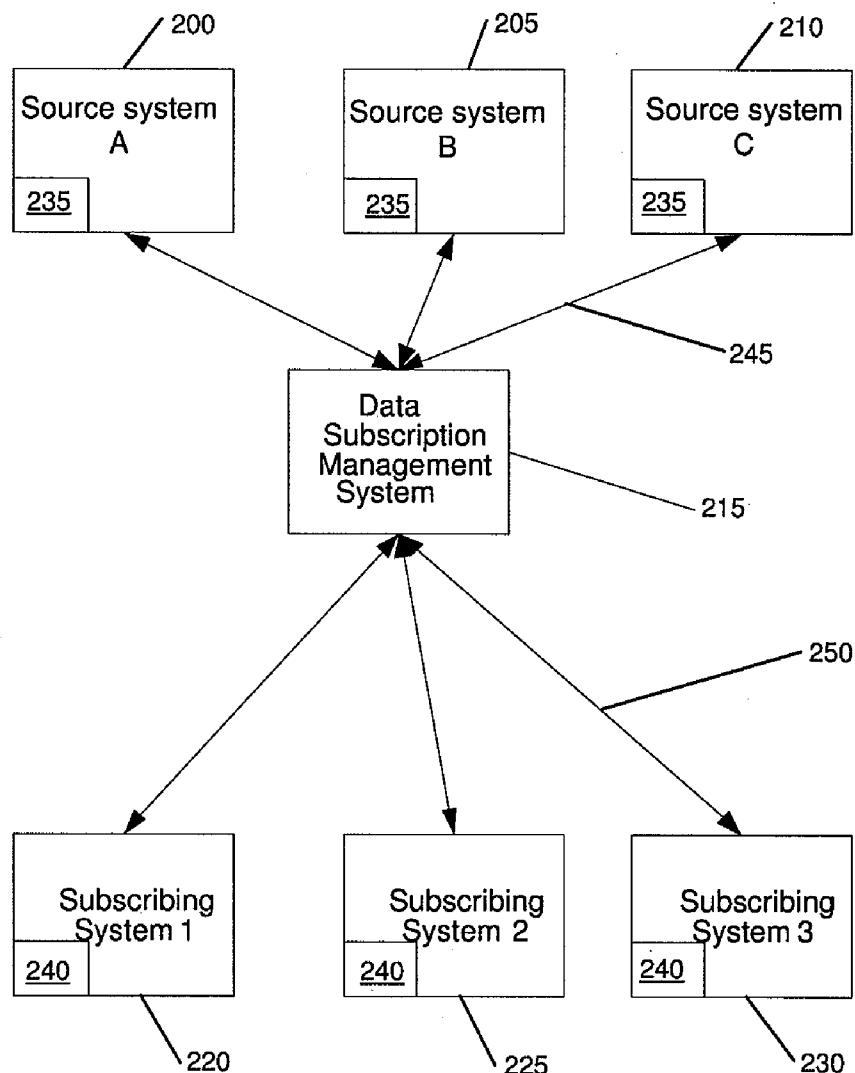 200
205
210
Source system
A
Source system
B
Source system
C
235
235
235
245
Data
Subscription
Management
System
215
250
Subscribing
System 1
Subscribing
System 2
Subscribing
System 3
240
240
240
220
225
230